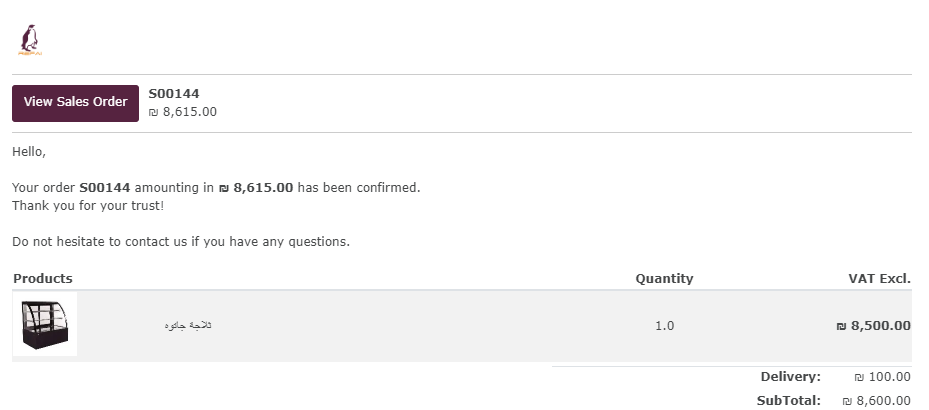 View Sales Order
S00144
₪ 8,615.00
Hello,
Your order S00144 amounting in ₪ 8,615.00 has been confirmed.
Thank you for your trust!
Do not hesitate to contact us if you have any questions.
Products Quantity VAT Excl.
ثلاجة جاتوه 1.0 ₪ 8,500.00
Delivery: ₪ 100.00
SubTotal: ₪ 8,600.00